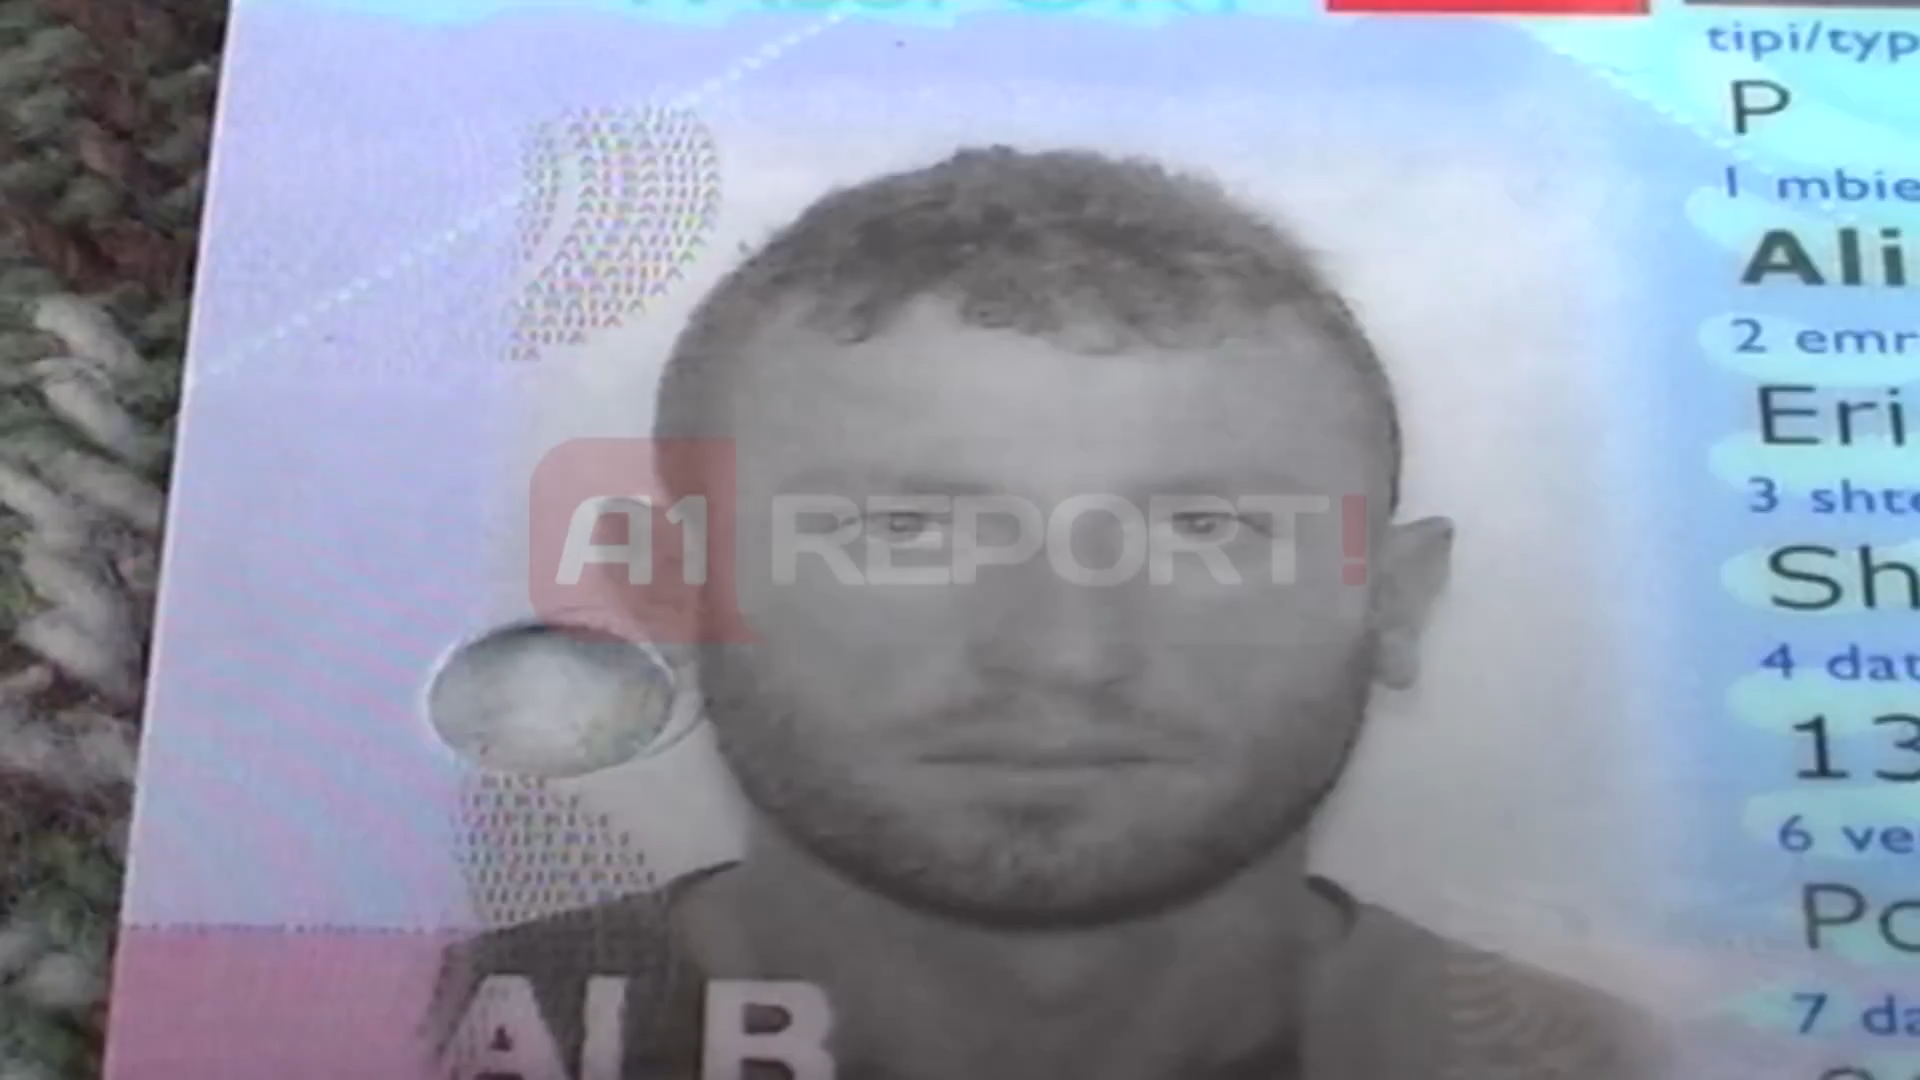 PASSPORT
tipi/typ
P
1 mbie
Ali
2 emr
Eri
3 shte
Sh
4 dat
13
6 ve
Po
7 da
A1 REPORT!
ALB